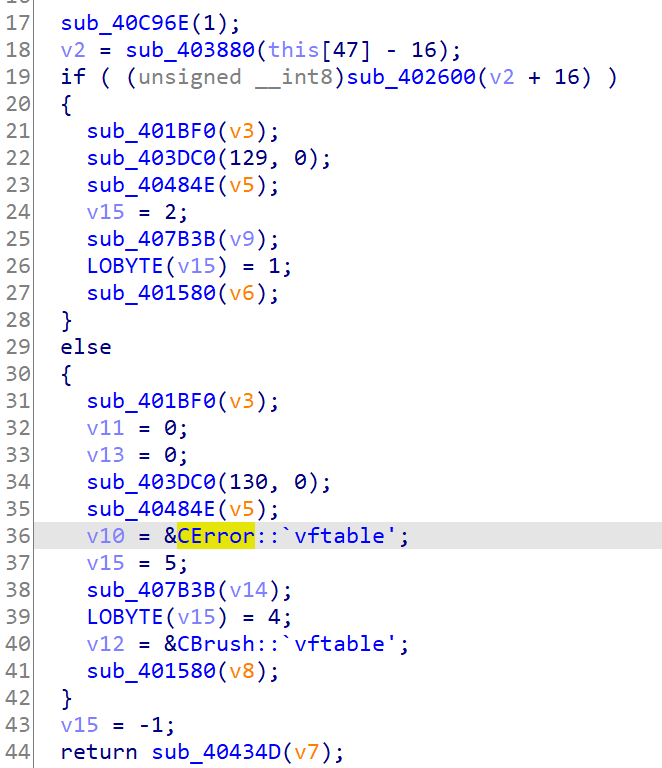 17 sub_40C96E(1);
18 v2 = sub_403880(this[47] - 16);
19 if ( (unsigned __int8)sub_402600(v2 + 16) )
20 {
21 sub_401BF0(v3);
22 sub_403DC0(129, 0);
23 sub_40484E(v5);
24 v15 = 2;
25 sub_407B3B(v9);
26 LOBYTE(v15) = 1;
27 sub_401580(v6);
28 }
29 else
30 {
31 sub_401BF0(v3);
32 v11 = 0;
33 v13 = 0;
34 sub_403DC0(130, 0);
35 sub_40484E(v5);
36 v10 = &CError::`vftable';
37 v15 = 5;
38 sub_407B3B(v14);
39 LOBYTE(v15) = 4;
40 v12 = &CBrush::`vftable';
41 sub_401580(v8);
42 }
43 v15 = -1;
44 return sub_40434D(v7);